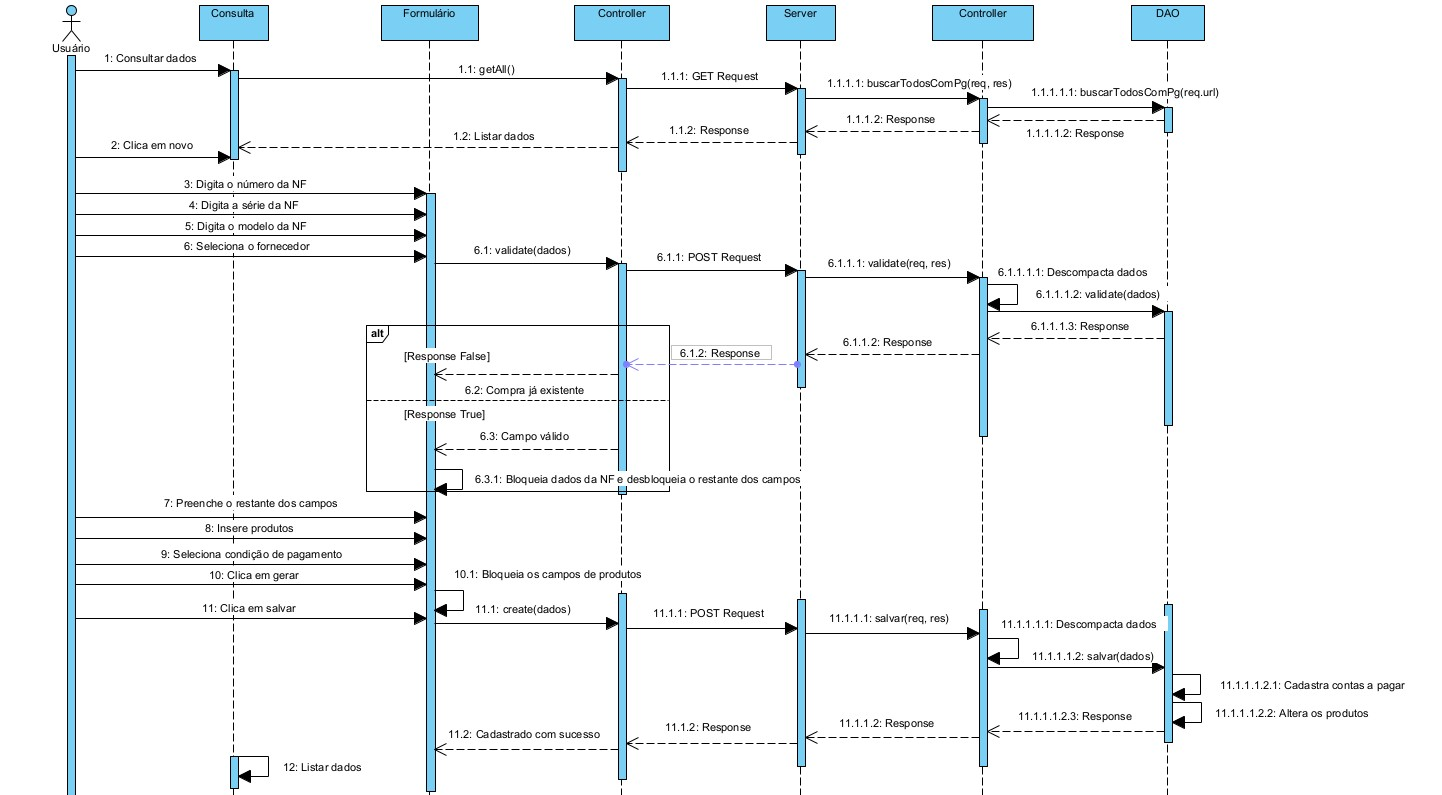 Usuário
Consulta
Formulário
Controller
Server
Controller
DAO
1: Consultar dados
1.1: getAll()
1.1.1: GET Request
1.1.1.1: buscarTodosComPg(req, res)
1.1.1.1.1: buscarTodosComPg(req.url)
1.1.1.1.2: Response
1.1.1.2: Response
1.1.2: Response
1.2: Listar dados
2: Clica em novo
3: Digita o número da NF
4: Digita a série da NF
5: Digita o modelo da NF
6: Seleciona o fornecedor
6.1: validate(dados)
6.1.1: POST Request
6.1.1.1: validate(req, res)
6.1.1.1.1: Descompacta dados
6.1.1.1.2: validate(dados)
6.1.1.1.3: Response
6.1.1.2: Response
6.1.2: Response
alt
[Response False]
6.2: Compra já existente
[Response True]
6.3: Campo válido
6.3.1: Bloqueia dados da NF e desbloqueia o restante dos campos
7: Preenche o restante dos campos
8: Insere produtos
9: Seleciona condição de pagamento
10: Clica em gerar
10.1: Bloqueia os campos de produtos
11: Clica em salvar
11.1: create(dados)
11.1.1: POST Request
11.1.1.1: salvar(req, res)
11.1.1.1.1: Descompacta dados
11.1.1.1.2: salvar(dados)
11.1.1.1.2.1: Cadastra contas a pagar
11.1.1.1.2.2: Altera os produtos
11.1.1.1.2.3: Response
11.1.1.2: Response
11.1.2: Response
11.2: Cadastrado com sucesso
12: Listar dados